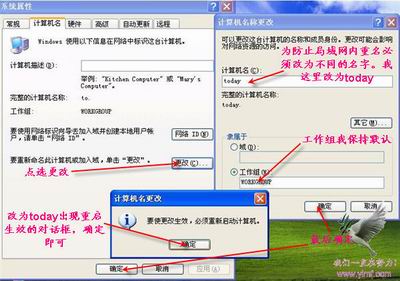 系统属性
常规
计算机名
硬件
高级
自动更新
远程
Windows 使用以下信息在网络中标识这台计算机。
计算机描述(D):
举例: "Kitchen Computer" 或 "Mary's
Computer"。
完整的计算机名称: to.
工作组: WORKGROUP
要使用网络标识向导去加入域并创建本地用户帐
户,请单击"网络 ID"。
网络 ID(N)
要重新命名此计算机或加入域,单击"更改"。
更改(C)...
点选更改
改为today出现重启
生效的对话框,确定
即可
确定
取消
应用(A)
计算机名更改
可以更改这台计算机的名称和成员身份。更改可能会影响
对网络资源的访问。
为防止局域网内重名必
须改为不同的名字。我
这里改为today
计算机名(C):
today
完整的计算机名称:
today.
其它(M)...
隶属于
域(D):
工作组我保持默认
工作组(W):
WORKGROUP
确定
取消
最后确定
计算机名更改
要使更改生效,必须重新启动计算机。
确定
我们一直在努力!
www.ylmf.com